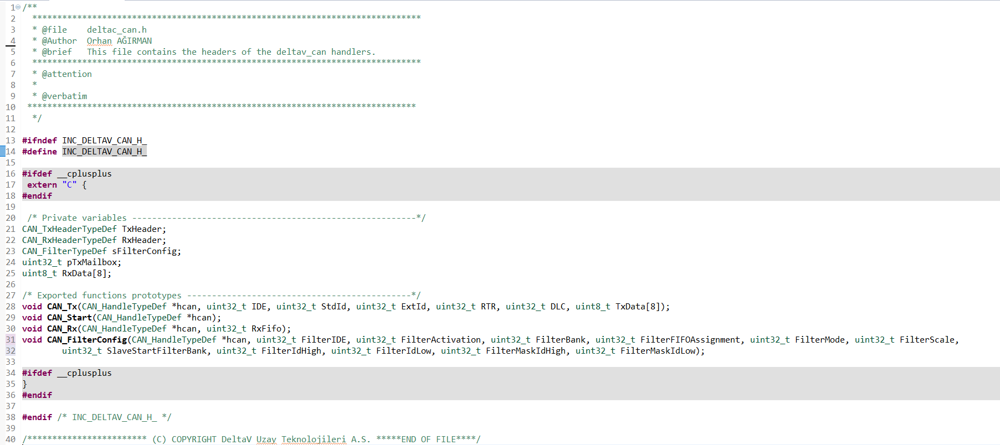 1 /**
2 ******************************************************************************
3 * @file    deltac_can.h
4 * @Author  Orhan AĞIRMAN
5 * @brief   This file contains the headers of the deltav_can handlers.
6 ******************************************************************************
7 * @attention
8 *
9 * @verbatim
10 ******************************************************************************
11 */
12
13 #ifndef INC_DELTAV_CAN_H_
14 #define INC_DELTAV_CAN_H_
15
16 #ifdef __cplusplus
17 extern "C" {
18 #endif
19
20 /* Private variables ---------------------------------------------------------*/
21 CAN_TxHeaderTypeDef TxHeader;
22 CAN_RxHeaderTypeDef RxHeader;
23 CAN_FilterTypeDef sFilterConfig;
24 uint32_t pTxMailbox;
25 uint8_t RxData[8];
26
27 /* Exported functions prototypes ---------------------------------------------*/
28 void CAN_Tx(CAN_HandleTypeDef *hcan, uint32_t IDE, uint32_t StdId, uint32_t ExtId, uint32_t RTR, uint32_t DLC, uint8_t TxData[8]);
29 void CAN_Start(CAN_HandleTypeDef *hcan);
30 void CAN_Rx(CAN_HandleTypeDef *hcan, uint32_t RxFifo);
31 void CAN_FilterConfig(CAN_HandleTypeDef *hcan, uint32_t FilterIDE, uint32_t FilterActivation, uint32_t FilterBank, uint32_t FilterFIFOAssignment, uint32_t FilterMode, uint32_t FilterScale,
32         uint32_t SlaveStartFilterBank, uint32_t FilterIdHigh, uint32_t FilterIdLow, uint32_t FilterMaskIdHigh, uint32_t FilterMaskIdLow);
33
34 #ifdef __cplusplus
35 }
36 #endif
37
38 #endif /* INC_DELTAV_CAN_H_ */
39
40 /************************ (C) COPYRIGHT DeltaV Uzay Teknolojileri A.S. *****END OF FILE****/